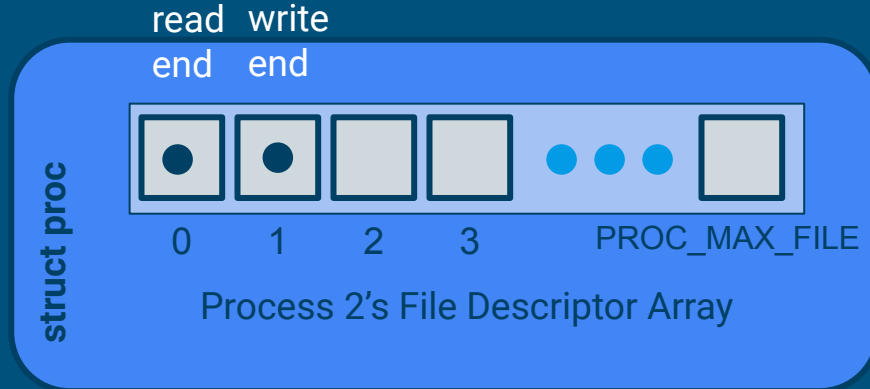 read write
end end
struct proc
0 1 2 3 PROC_MAX_FILE
Process 2’s File Descriptor Array